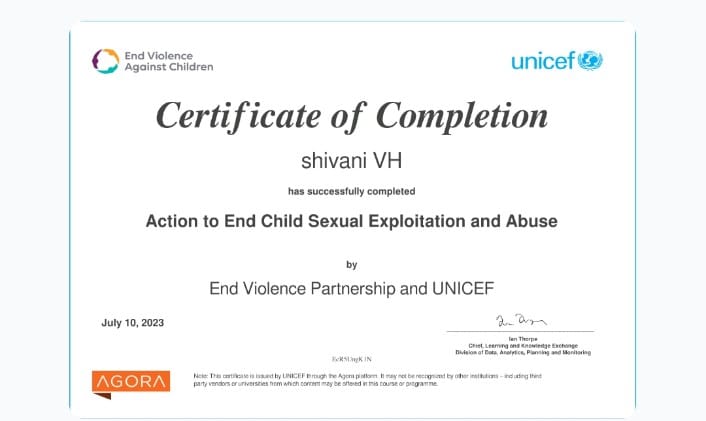 End Violence
Against Children
unicef
Certificate of Completion
shivani VH
has successfully completed
Action to End Child Sexual Exploitation and Abuse
by
End Violence Partnership and UNICEF
July 10, 2023
Ian Thorpe
Chief, Learning and Knowledge Exchange
Division of Data, Analytics, Planning and Monitoring
AGORA
Note: This certificate is issued by UNICEF through the Agora platform. It may not be recognized by other institutions – including third
party vendors or universities from which content may be offered in this course or programme.